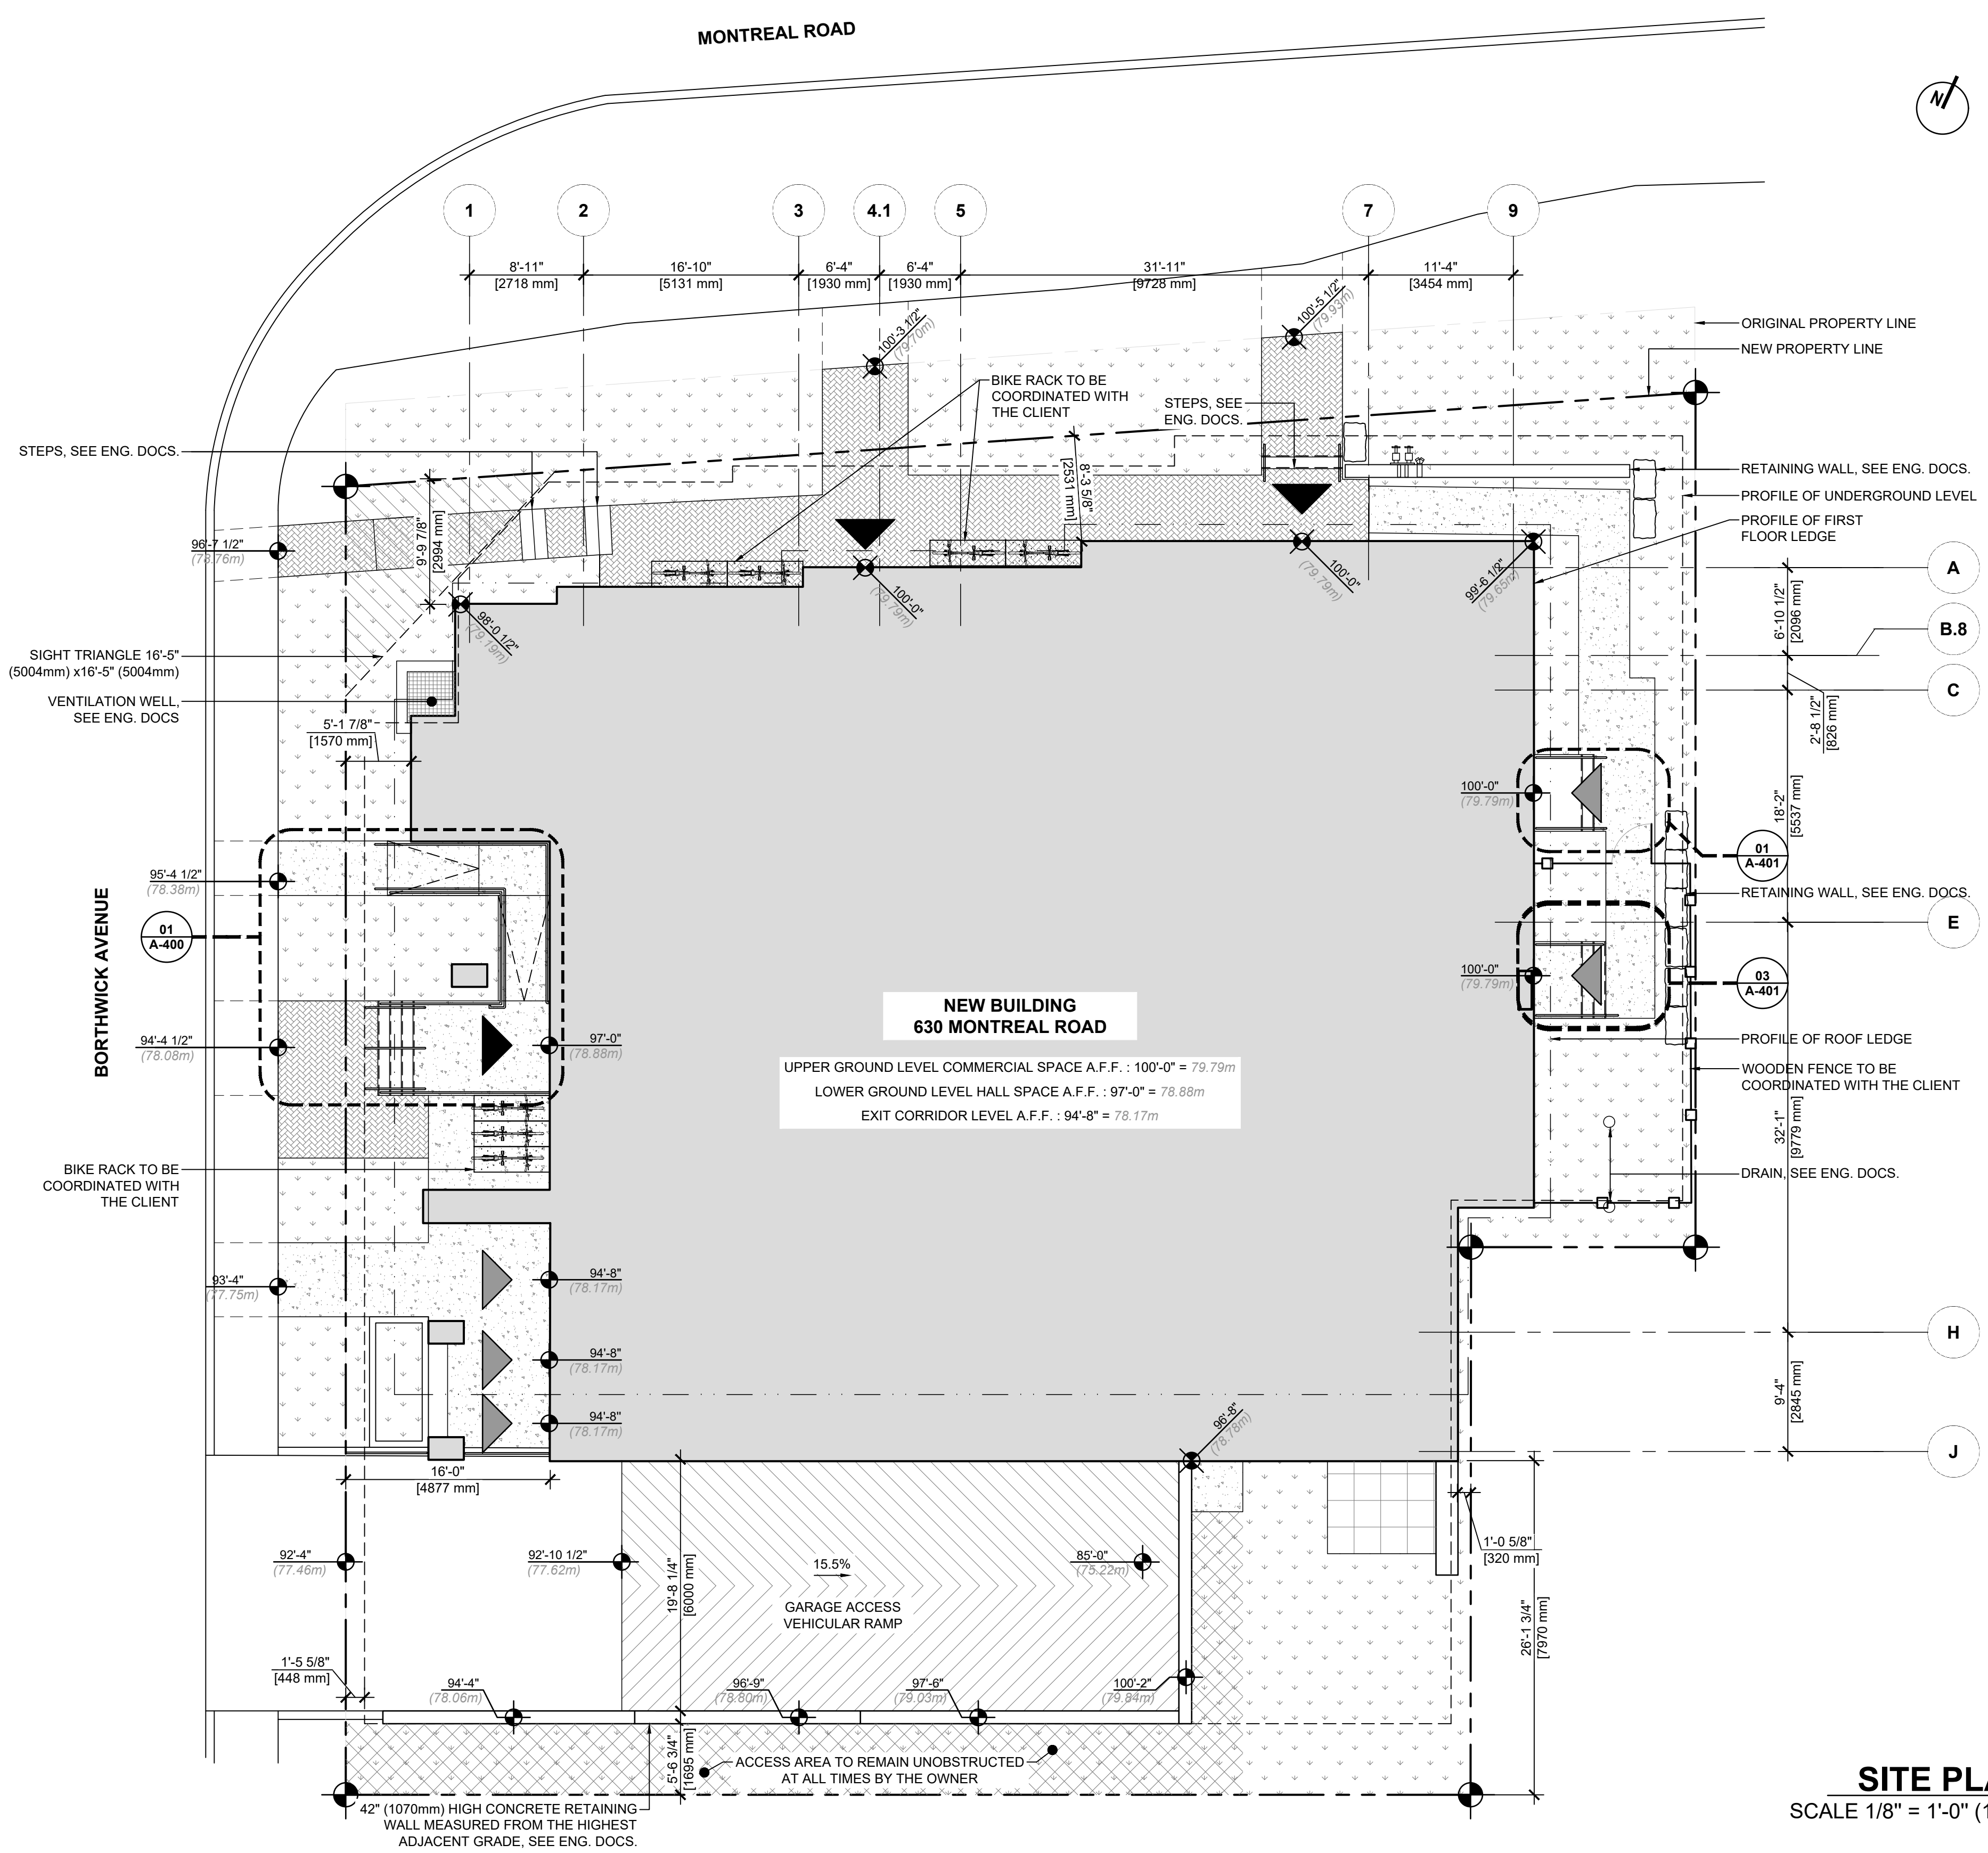 MONTREAL ROAD
N
1
2
3
4.1
5
7
9
8'-11"
[2718 mm]
16'-10"
[5131 mm]
6'-4"
[1930 mm]
6'-4"
[1930 mm]
31'-11"
[9728 mm]
11'-4"
[3454 mm]
100'-3 1/2"
(79.70m)
100'-5 1/2"
(79.93m)
ORIGINAL PROPERTY LINE
NEW PROPERTY LINE
BIKE RACK TO BE
COORDINATED WITH
THE CLIENT
STEPS, SEE
ENG. DOCS.
STEPS, SEE ENG. DOCS.
8'-3 5/8"
[2531 mm]
RETAINING WALL, SEE ENG. DOCS.
PROFILE OF UNDERGROUND LEVEL
PROFILE OF FIRST
FLOOR LEDGE
9'-9 7/8"
[2994 mm]
96'-7 1/2"
(78.76m)
98'-0 1/2"
(79.19m)
100'-0"
(79.79m)
100'-0"
(79.79m)
99'-6 1/2"
(79.65m)
A
6'-10 1/2"
[2096 mm]
B.8
C
2'-8 1/2"
[826 mm]
SIGHT TRIANGLE 16'-5"
(5004mm) x16'-5" (5004mm)
VENTILATION WELL,
SEE ENG. DOCS
5'-1 7/8"
[1570 mm]
100'-0"
(79.79m)
18'-2"
[5537 mm]
01
A-401
RETAINING WALL, SEE ENG. DOCS.
E
95'-4 1/2"
(78.38m)
BORTHWICK AVENUE
01
A-400
100'-0"
(79.79m)
03
A-401
NEW BUILDING
630 MONTREAL ROAD
UPPER GROUND LEVEL COMMERCIAL SPACE A.F.F. : 100'-0" = 79.79m
LOWER GROUND LEVEL HALL SPACE A.F.F. : 97'-0" = 78.88m
EXIT CORRIDOR LEVEL A.F.F. : 94'-8" = 78.17m
94'-4 1/2"
(78.08m)
97'-0"
(78.88m)
PROFILE OF ROOF LEDGE
WOODEN FENCE TO BE
COORDINATED WITH THE CLIENT
32'-1"
[9779 mm]
DRAIN, SEE ENG. DOCS.
BIKE RACK TO BE
COORDINATED WITH
THE CLIENT
93'-4"
(77.75m)
94'-8"
(78.17m)
94'-8"
(78.17m)
94'-8"
(78.17m)
H
9'-4"
[2845 mm]
J
96'-8"
(78.78m)
16'-0"
[4877 mm]
1'-0 5/8"
[320 mm]
92'-4"
(77.46m)
92'-10 1/2"
(77.62m)
19'-8 1/4"
[6000 mm]
15.5%
85'-0"
(75.22m)
GARAGE ACCESS
VEHICULAR RAMP
26'-1 3/4"
[7970 mm]
1'-5 5/8"
[448 mm]
94'-4"
(78.06m)
96'-9"
(78.80m)
97'-6"
(79.03m)
100'-2"
(79.84m)
5'-6 3/4"
[1695 mm]
ACCESS AREA TO REMAIN UNOBSTRUCTED
AT ALL TIMES BY THE OWNER
42" (1070mm) HIGH CONCRETE RETAINING
WALL MEASURED FROM THE HIGHEST
ADJACENT GRADE, SEE ENG. DOCS.
SITE PLA
SCALE 1/8" = 1'-0" (1